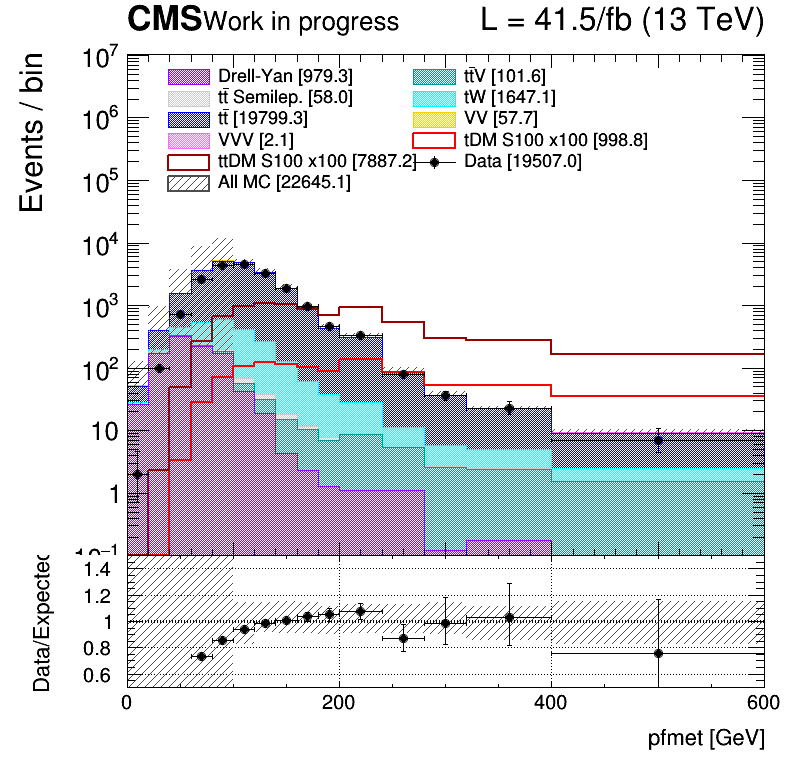 CMS Work in progress L = 41.5/fb (13 TeV)
Events / bin
10⁷
10⁶
10⁵
10⁴
10³
10²
10
1
10⁻¹
Drell-Yan [979.3]
tt̄V [101.6]
tt̄ Semilep. [58.0]
tW [1647.1]
tt̄ [19799.3]
VV [57.7]
VVV [2.1]
tDM S100 x100 [998.8]
ttDM S100 x100 [7887.2]
Data [19507.0]
All MC [22645.1]
Data/Expected
1.4
1.2
1
0.8
0.6
0 200 400 600
pfmet [GeV]